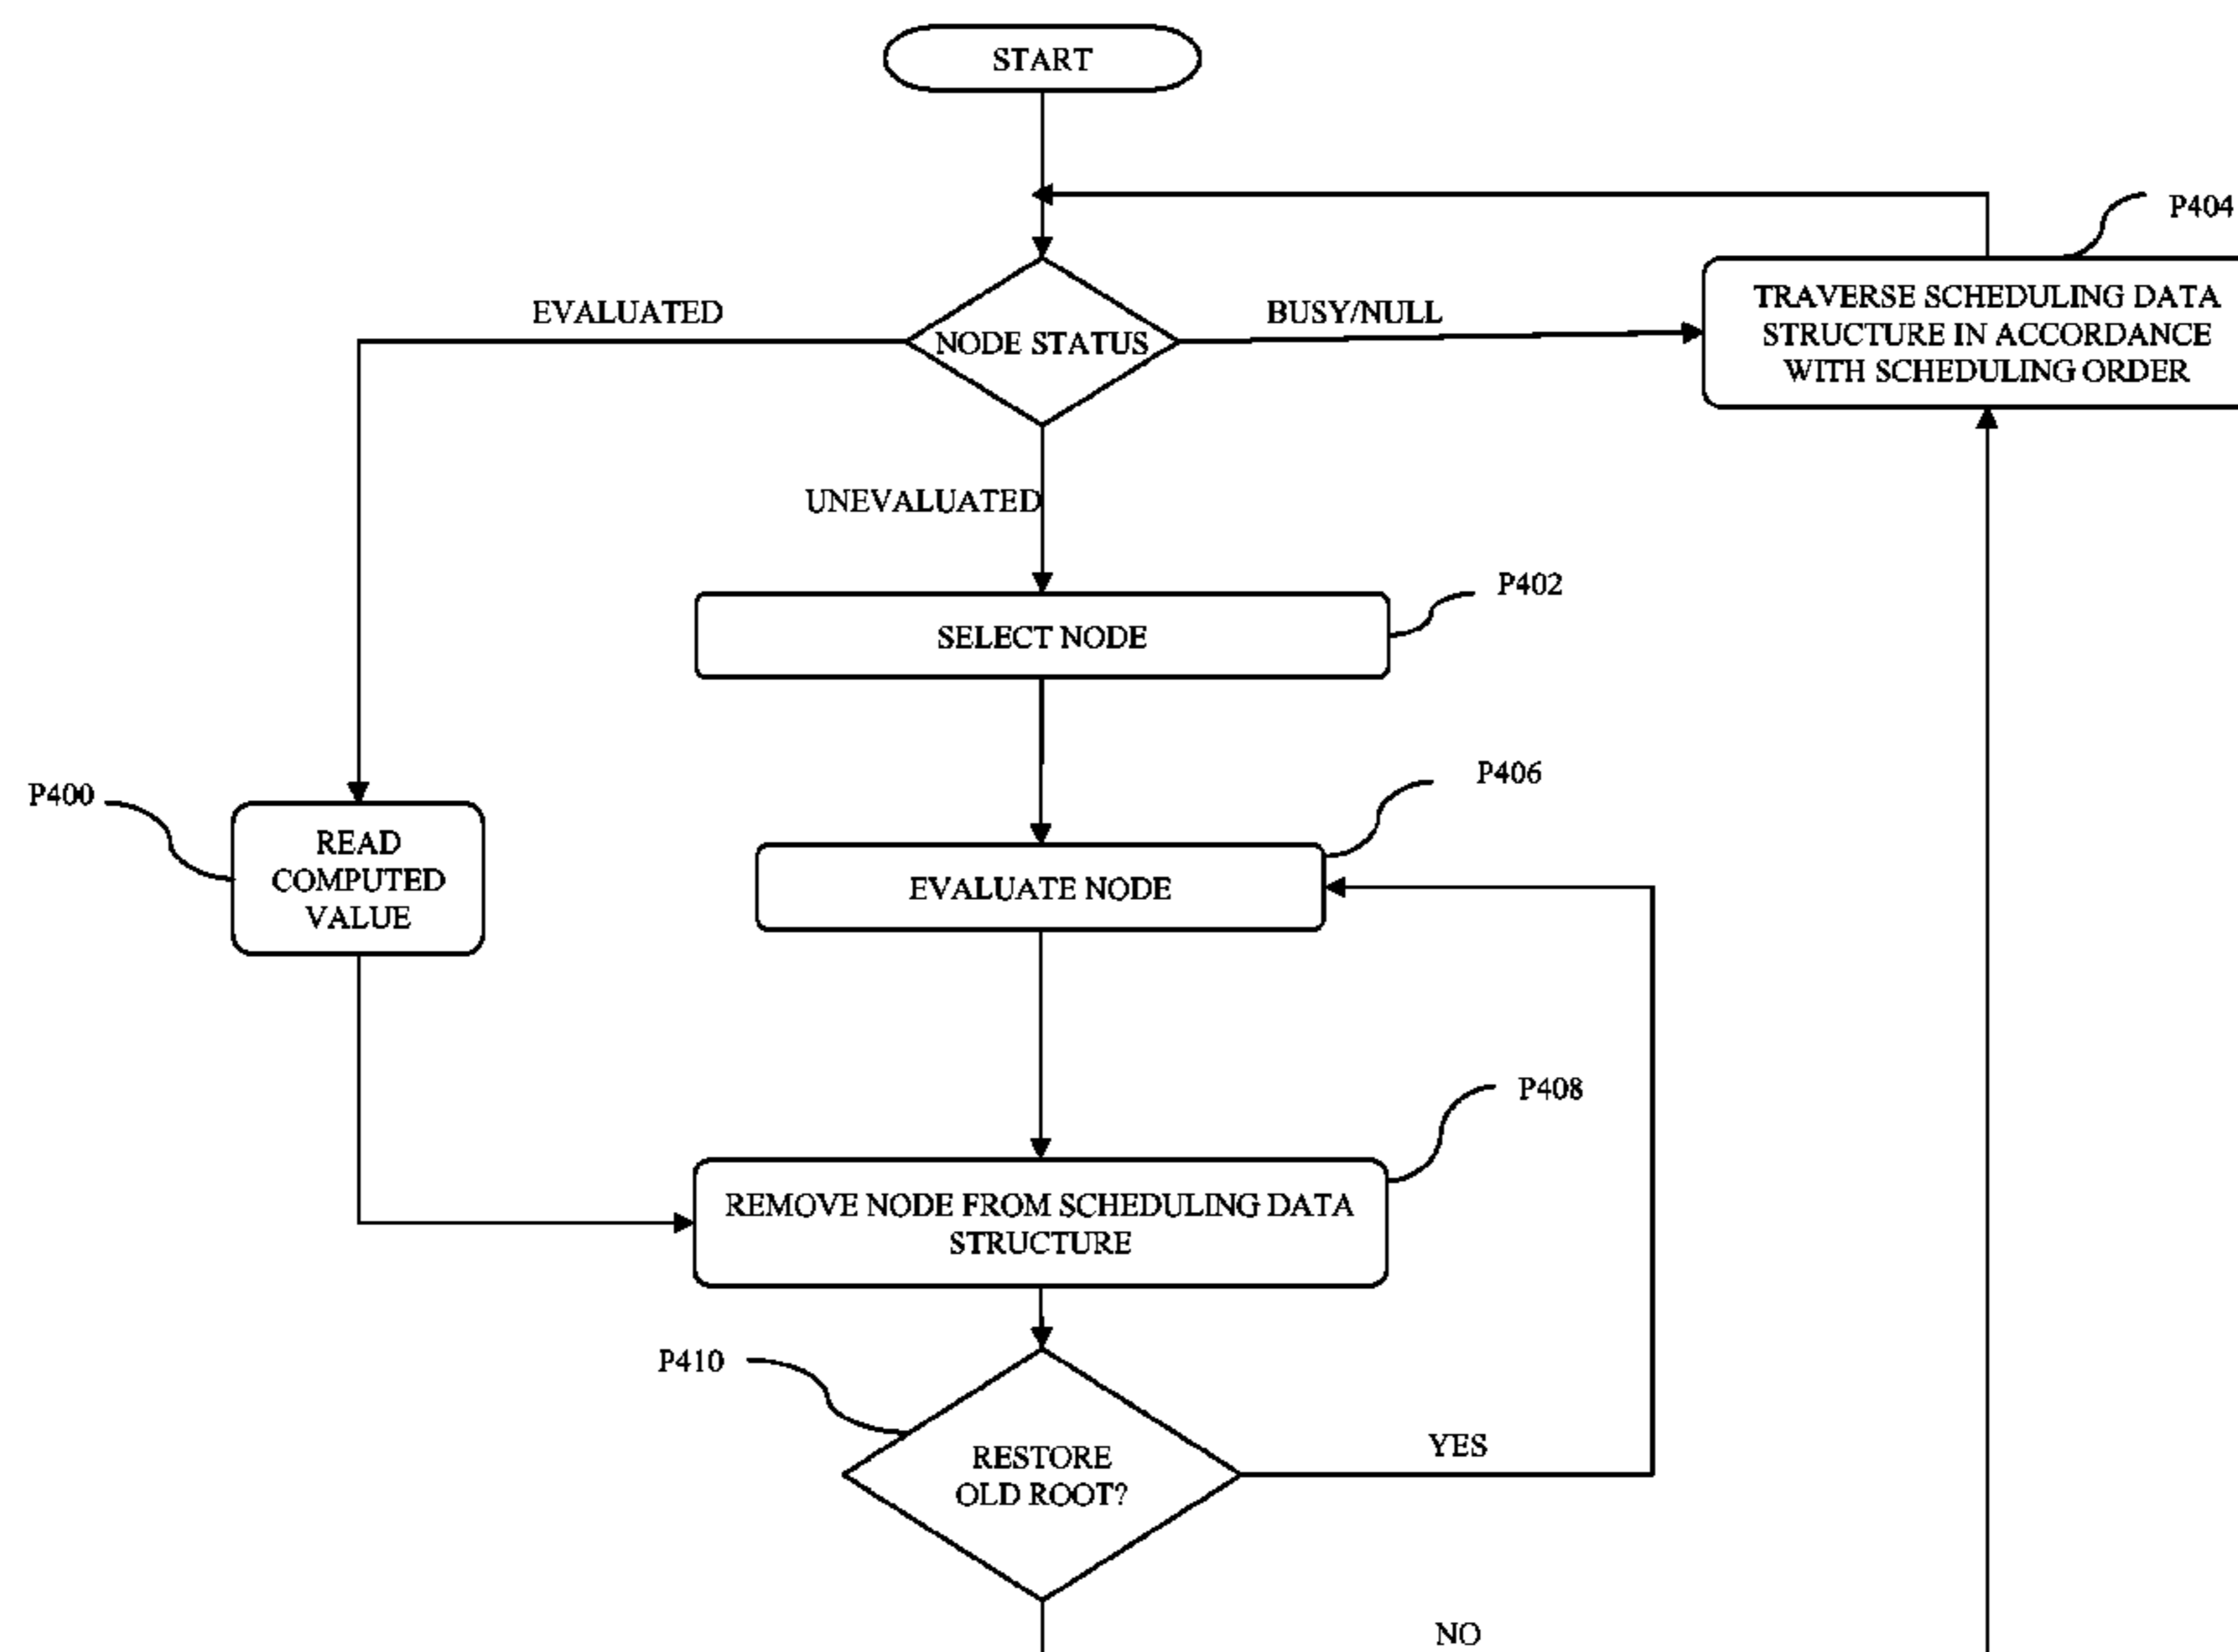 START
P404
TRAVERSE SCHEDULING DATA
STRUCTURE IN ACCORDANCE
WITH SCHEDULING ORDER
EVALUATED
BUSY/NULL
NODE STATUS
UNEVALUATED
P402
SELECT NODE
P406
P400
READ
COMPUTED
VALUE
EVALUATE NODE
P408
REMOVE NODE FROM SCHEDULING DATA
STRUCTURE
P410
RESTORE
OLD ROOT?
YES
NO